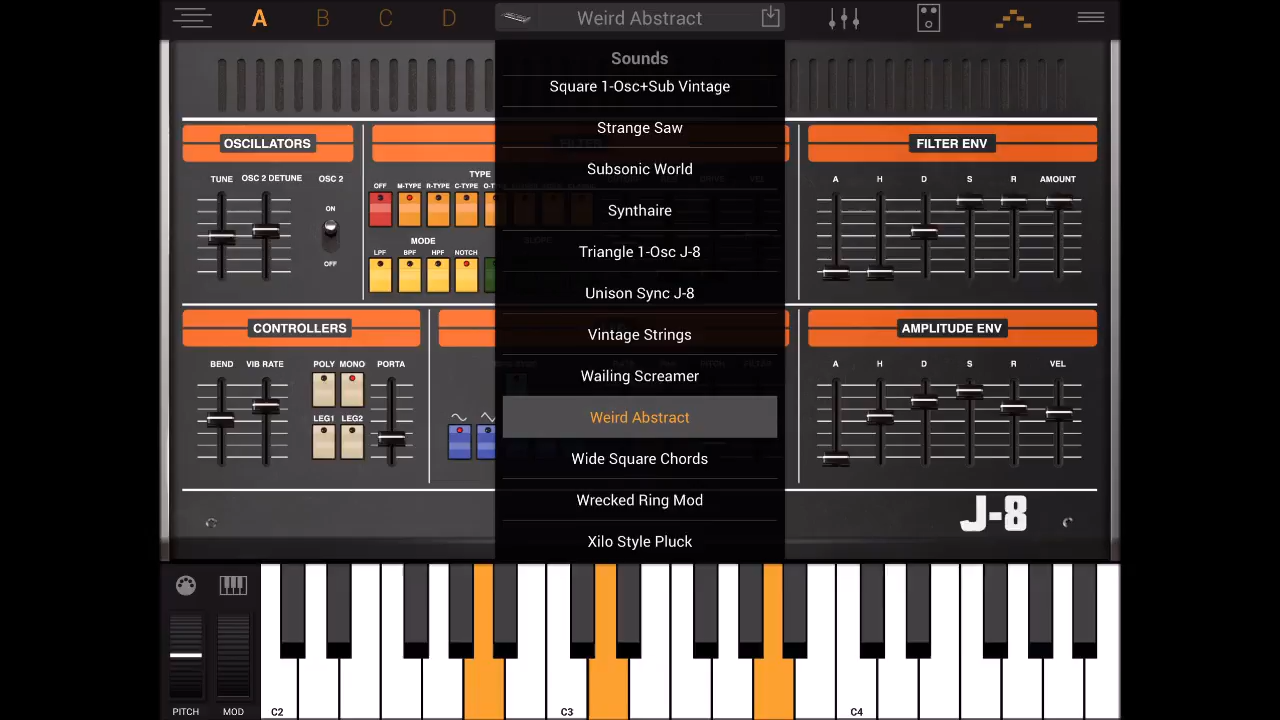 A B C D Weird Abstract
Sounds
Square 1-Osc+Sub Vintage
Strange Saw
Subsonic World
Synthaire
Triangle 1-Osc J-8
Unison Sync J-8
Vintage Strings
Wailing Screamer
Weird Abstract
Wide Square Chords
Wrecked Ring Mod
Xilo Style Pluck
OSCILLATORS
TUNE OSC 2 DETUNE OSC 2
ON
OFF
FILTER
TYPE
OFF M-TYPE R-TYPE C-TYPE O-T
MODE
LPF BPF HPF NOTCH
SLOPE
FILTER ENV
A H D S R AMOUNT
CONTROLLERS
BEND VIB RATE POLY MONO PORTA
LEG1 LEG2
AMPLITUDE ENV
A H D S R VEL
J-8
PITCH MOD C2 C3 C4